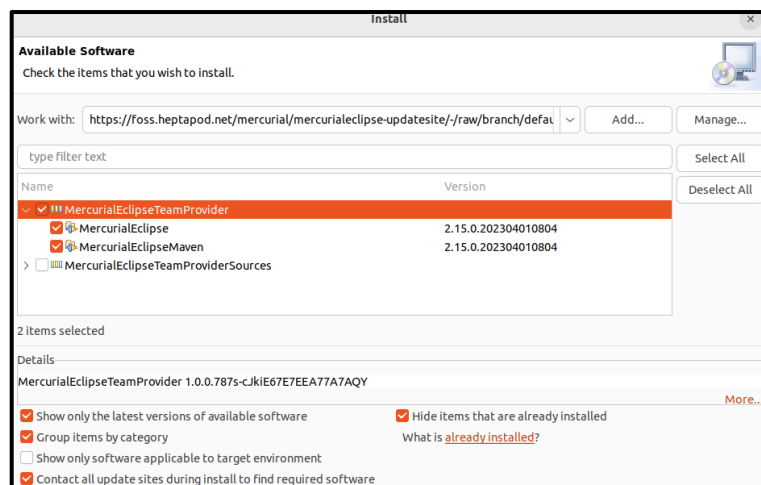 Install
Available Software
Check the items that you wish to install.
Work with: https://foss.heptapod.net/mercurial/mercurialeclipse-updatesite/-/raw/branch/defau Add... Manage...
type filter text Select All
Name Version Deselect All
MercurialEclipseTeamProvider
MercurialEclipse 2.15.0.202304010804
MercurialEclipseMaven 2.15.0.202304010804
MercurialEclipseTeamProviderSources
2 items selected
Details
MercurialEclipseTeamProvider 1.0.0.787s-cJkiE67E7EEA77A7AQY
More...
Show only the latest versions of available software Hide items that are already installed
Group items by category What is already installed?
Show only software applicable to target environment
Contact all update sites during install to find required software